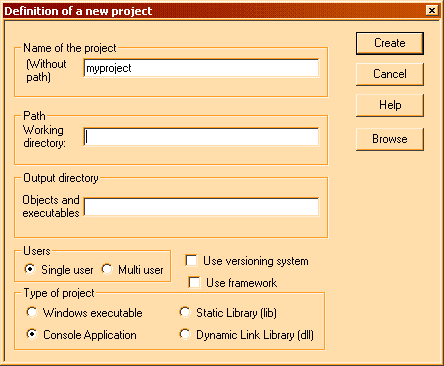 Definition of a new project
Name of the project
(Without path)
myproject
Create
Cancel
Help
Browse
Path
Working directory:
Output directory
Objects and executables
Users
Single user
Multi user
Use versioning system
Use framework
Type of project
Windows executable
Static Library (lib)
Console Application
Dynamic Link Library (dll)